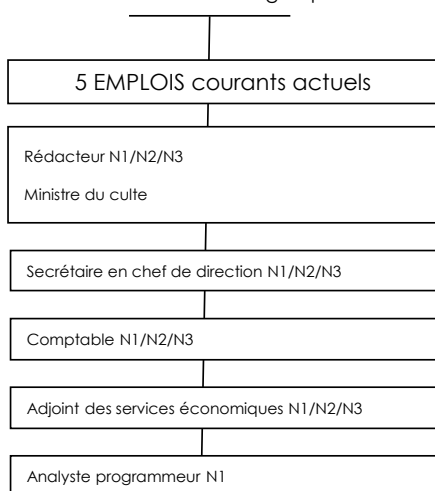 5 EMPLOIS courants actuels
Rédacteur N1/N2/N3
Ministre du culte
Secrétaire en chef de direction N1/N2/N3
Comptable N1/N2/N3
Adjoint des services économiques N1/N2/N3
Analyste programmeur N1